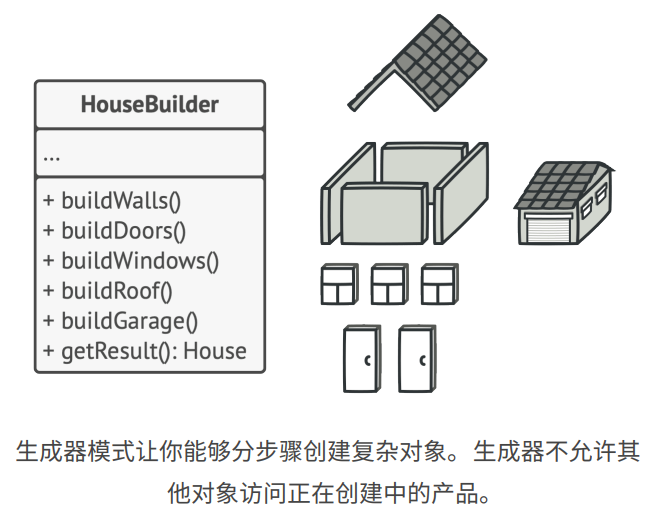 HouseBuilder
...
+ buildWalls()
+ buildDoors()
+ buildWindows()
+ buildRoof()
+ buildGarage()
+ getResult(): House
生成器模式让你能够分步骤创建复杂对象。生成器不允许其
他对象访问正在创建中的产品。